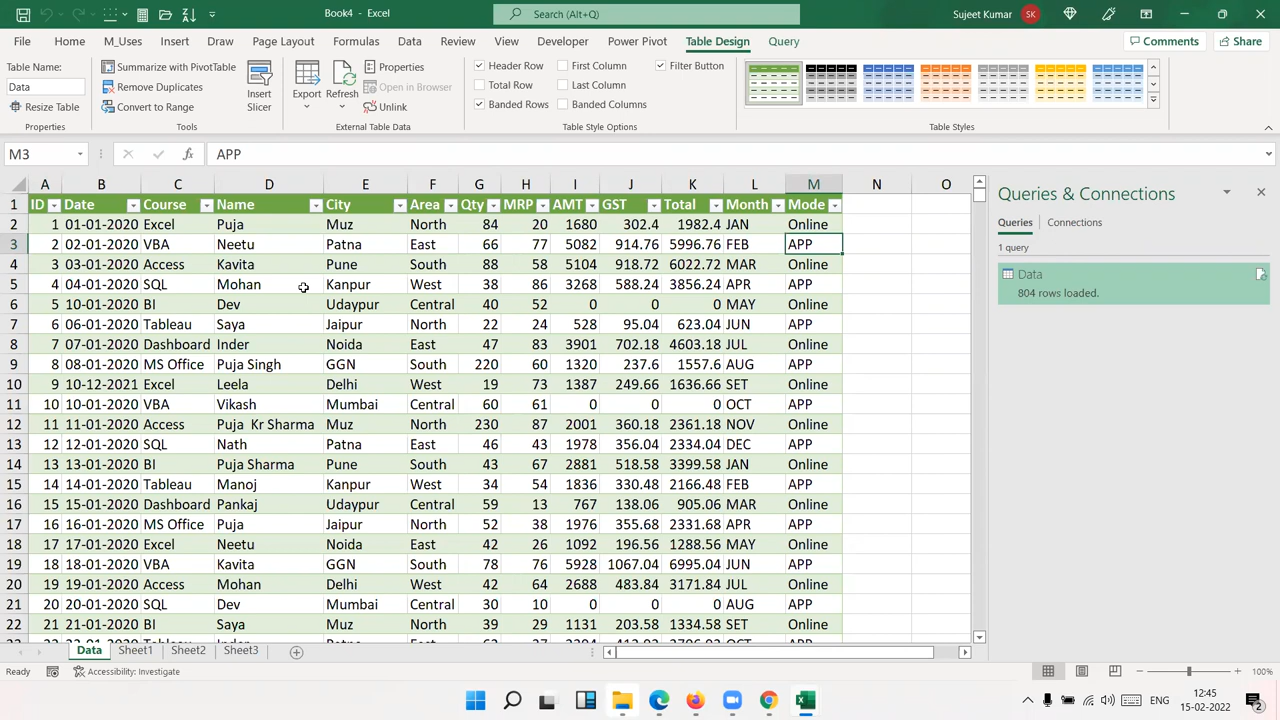 Book4 - Excel
Search (Alt+Q)
Sujeet Kumar SK
File Home M_Uses Insert Draw Page Layout Formulas Data Review View Developer Power Pivot Table Design Query Comments Share
Table Name:
Data
Resize Table
Properties
Summarize with PivotTable
Remove Duplicates
Convert to Range
Tools
Insert Slicer
Export Refresh
Properties
Open in Browser
Unlink
External Table Data
Header Row First Column Filter Button
Total Row Last Column
Banded Rows Banded Columns
Table Style Options
Table Styles
M3 fx APP
A B C D E F G H I J K L M N O
1 ID Date Course Name City Area Qty MRP AMT GST Total Month Mode
2 1 01-01-2020 Excel Puja Muz North 84 20 1680 302.4 1982.4 JAN Online
3 2 02-01-2020 VBA Neetu Patna East 66 77 5082 914.76 5996.76 FEB APP
4 3 03-01-2020 Access Kavita Pune South 88 58 5104 918.72 6022.72 MAR Online
5 4 04-01-2020 SQL Mohan Kanpur West 38 86 3268 588.24 3856.24 APR APP
6 5 10-01-2020 BI Dev Udaypur Central 40 52 0 0 0 MAY Online
7 6 06-01-2020 Tableau Saya Jaipur North 22 24 528 95.04 623.04 JUN APP
8 7 07-01-2020 Dashboard Inder Noida East 47 83 3901 702.18 4603.18 JUL Online
9 8 08-01-2020 MS Office Puja Singh GGN South 220 60 1320 237.6 1557.6 AUG APP
10 9 10-12-2021 Excel Leela Delhi West 19 73 1387 249.66 1636.66 SET Online
11 10 10-01-2020 VBA Vikash Mumbai Central 60 61 0 0 0 OCT APP
12 11 11-01-2020 Access Puja  Kr Sharma Muz North 230 87 2001 360.18 2361.18 NOV Online
13 12 12-01-2020 SQL Nath Patna East 46 43 1978 356.04 2334.04 DEC APP
14 13 13-01-2020 BI Puja Sharma Pune South 43 67 2881 518.58 3399.58 JAN Online
15 14 14-01-2020 Tableau Manoj Kanpur West 34 54 1836 330.48 2166.48 FEB APP
16 15 15-01-2020 Dashboard Pankaj Udaypur Central 59 13 767 138.06 905.06 MAR Online
17 16 16-01-2020 MS Office Puja Jaipur North 52 38 1976 355.68 2331.68 APR APP
18 17 17-01-2020 Excel Neetu Noida East 42 26 1092 196.56 1288.56 MAY Online
19 18 18-01-2020 VBA Kavita GGN South 78 76 5928 1067.04 6995.04 JUN APP
20 19 19-01-2020 Access Mohan Delhi West 42 64 2688 483.84 3171.84 JUL Online
21 20 20-01-2020 SQL Dev Mumbai Central 30 10 0 0 0 AUG APP
22 21 21-01-2020 BI Saya Muz North 39 29 1131 203.58 1334.58 SET Online
Queries & Connections
Queries Connections
1 query
Data
804 rows loaded.
Data Sheet1 Sheet2 Sheet3
Ready Accessibility: Investigate 100%
ENG
12:45
15-02-2022
2